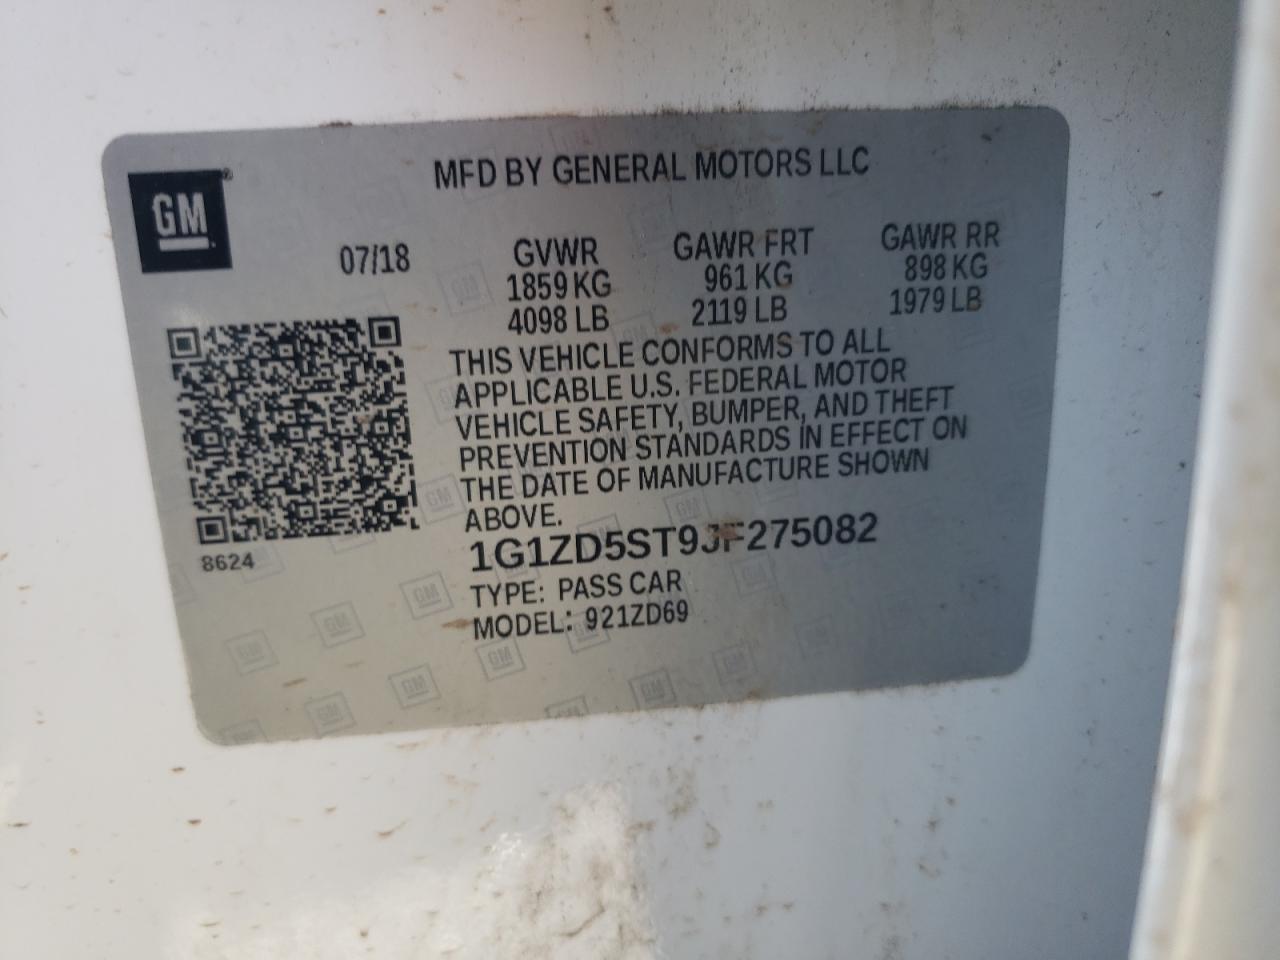 MFD BY GENERAL MOTORS LLC
GM®
07/18
GVWR
1859 KG
4098 LB
GAWR FRT
961 KG
2119 LB
GAWR RR
898 KG
1979 LB
THIS VEHICLE CONFORMS TO ALL
APPLICABLE U.S. FEDERAL MOTOR
VEHICLE SAFETY, BUMPER, AND THEFT
PREVENTION STANDARDS IN EFFECT ON
THE DATE OF MANUFACTURE SHOWN
ABOVE.
8624
1G1ZD5ST9JF275082
TYPE: PASS CAR
MODEL: 921ZD69